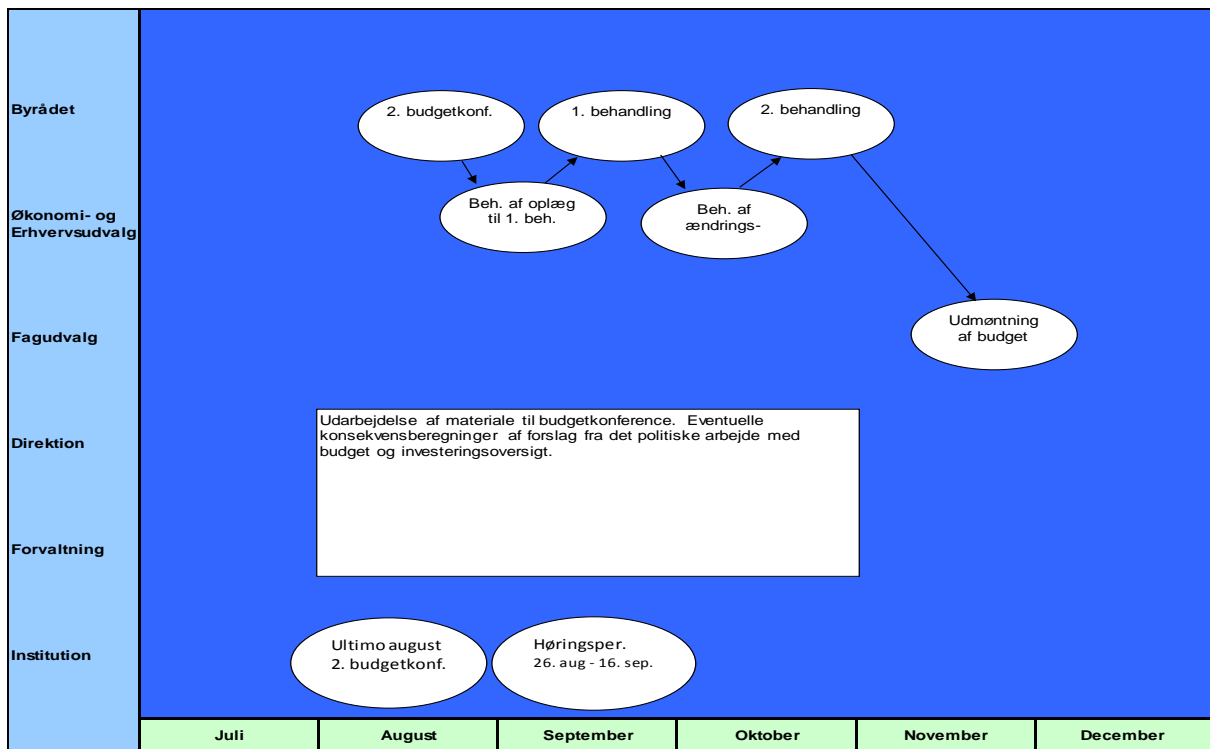 Byrådet
2. budgetkonf.
1. behandling
2. behandling
Økonomi- og
Erhvervsudvalg
Beh. af oplæg
til 1. beh.
Beh. af
ændrings-
Fagudvalg
Udmøntning
af budget
Direktion
Udarbejdelse af materiale til budgetkonference. Eventuelle
konsekvensberegninger af forslag fra det politiske arbejde med
budget og investeringsoversigt.
Forvaltning
Institution
Ultimo august
2. budgetkonf.
Høringsper.
26. aug - 16. sep.
Juli
August
September
Oktober
November
December